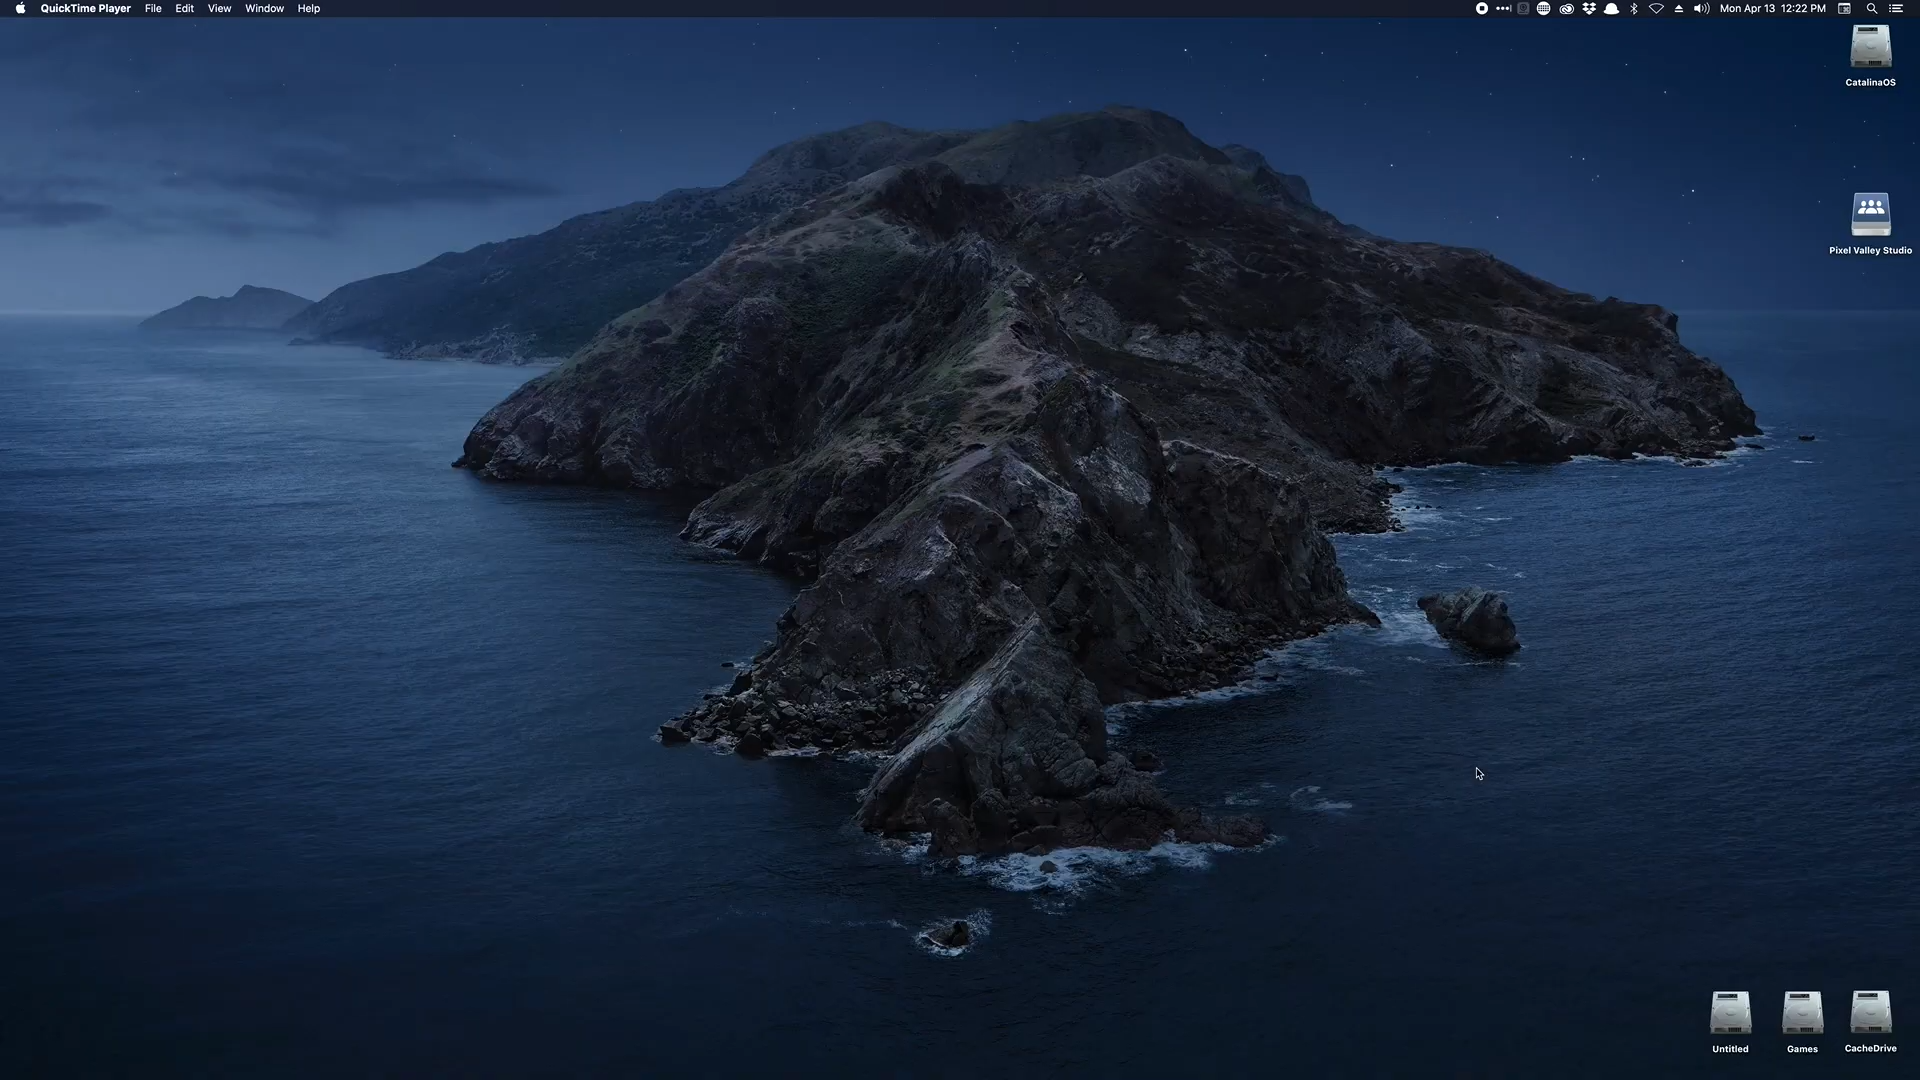 QuickTime Player File Edit View Window Help Mon Apr 13 12:22 PM
CatalinaOS
Pixel Valley Studio
Untitled Games CacheDrive